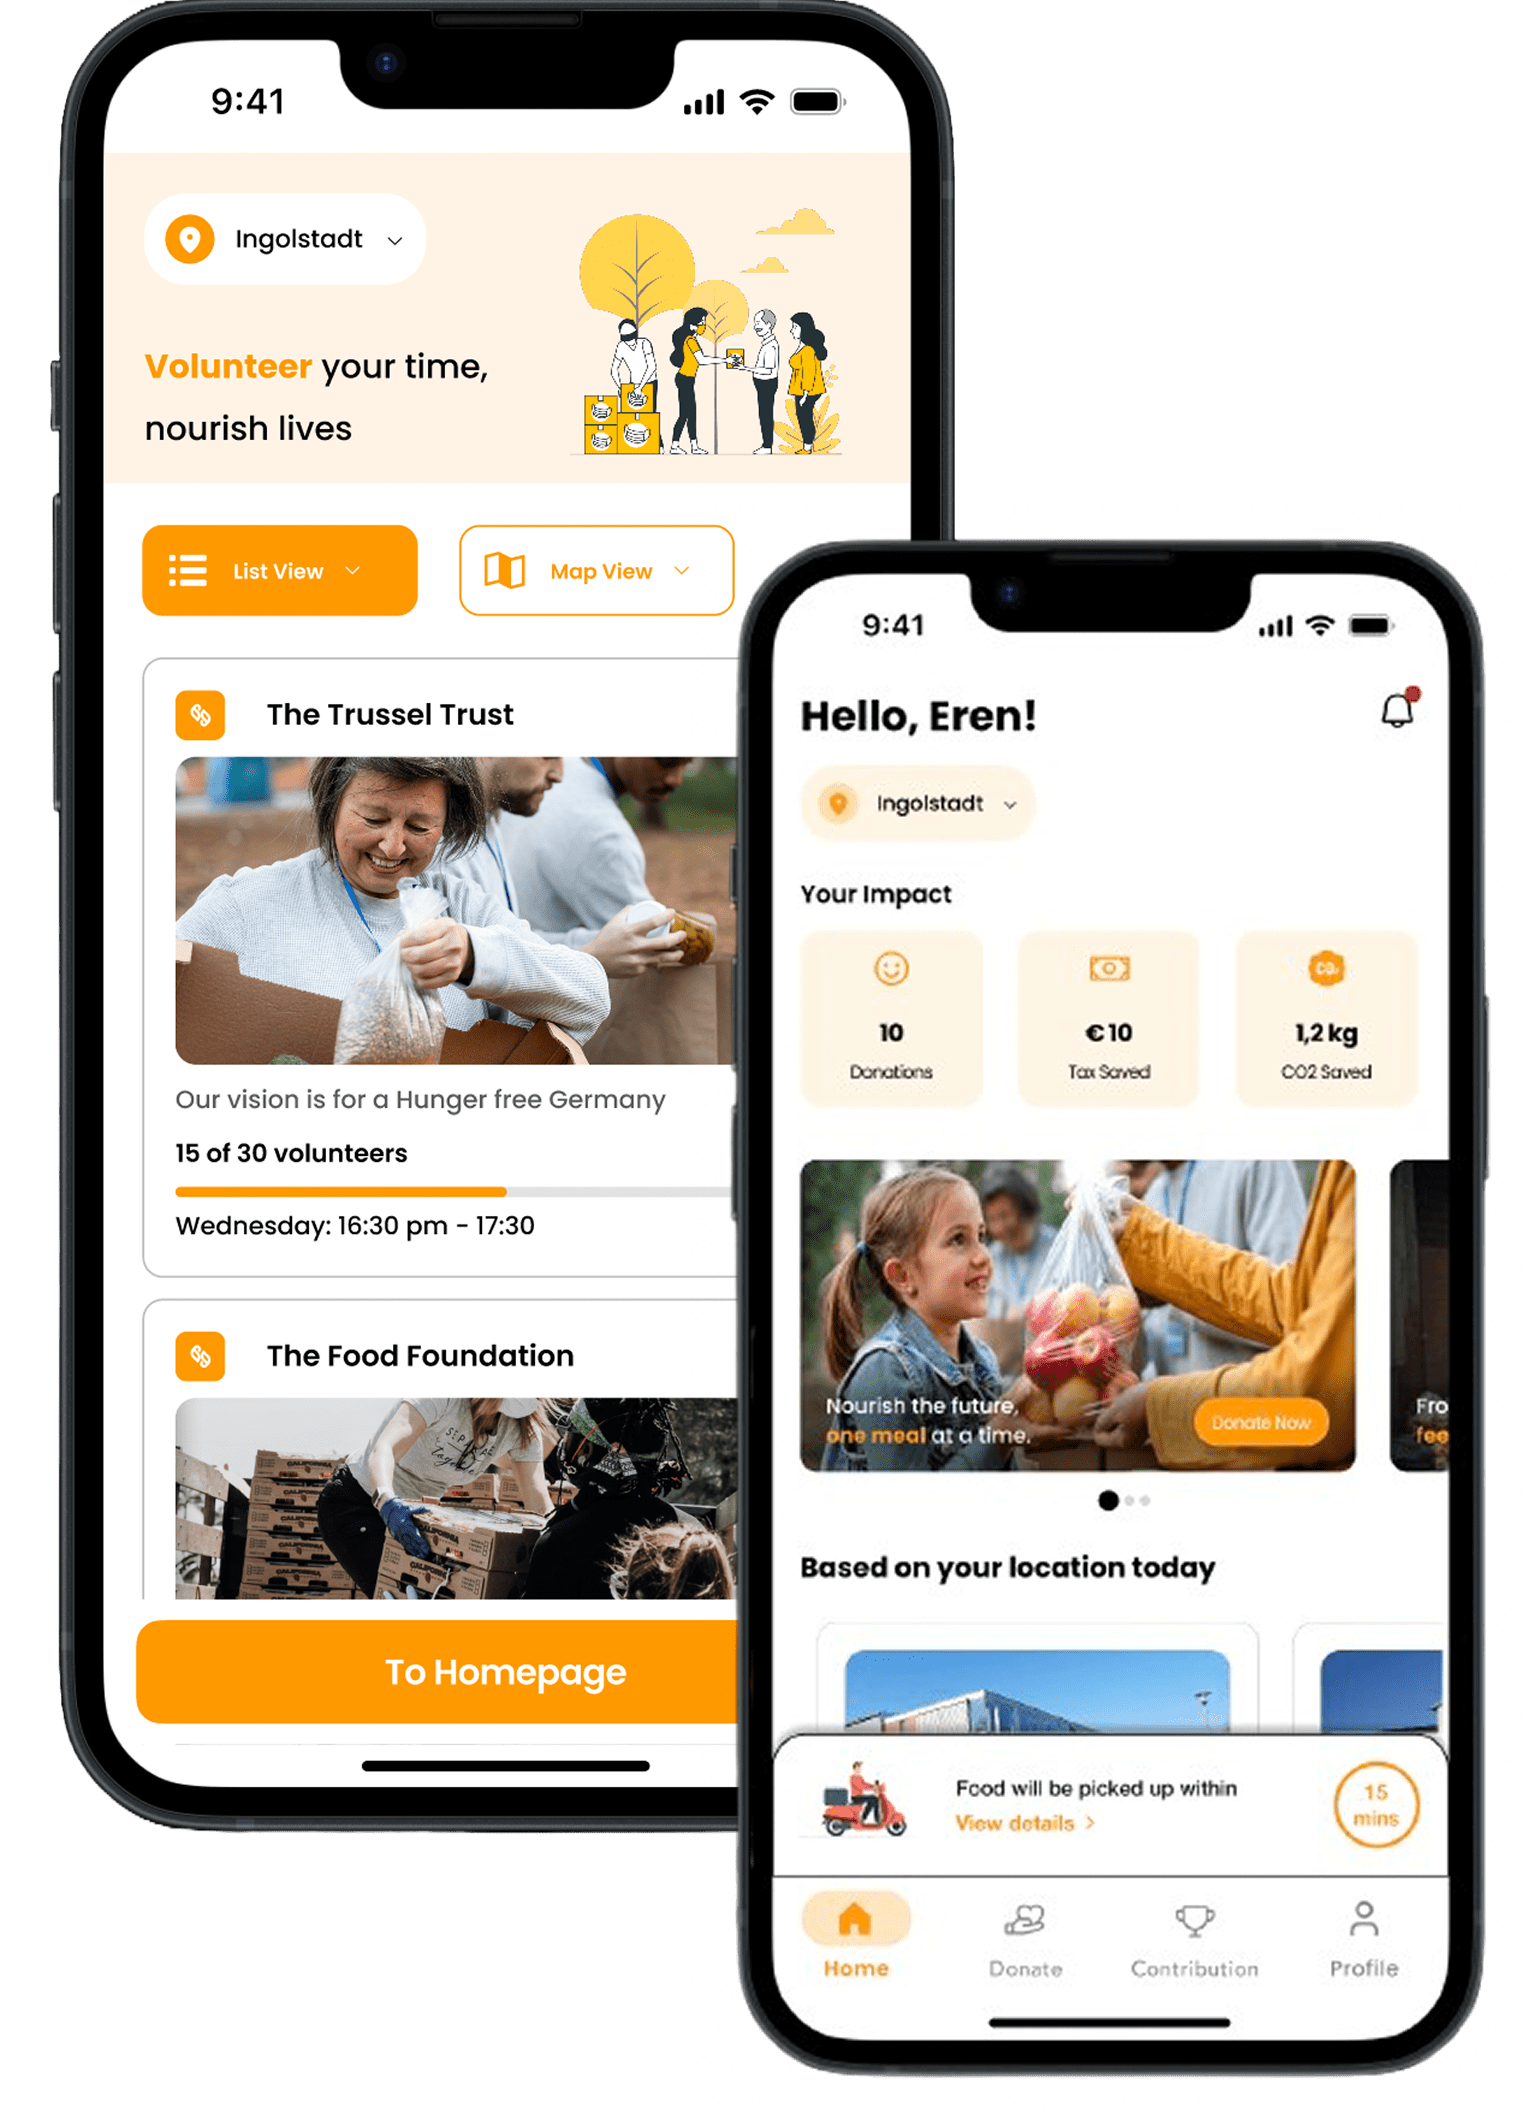 9:41
Ingolstadt
Volunteer your time,
nourish lives
List View
Map View
The Trussel Trust
Our vision is for a Hunger free Germany
15 of 30 volunteers
Wednesday: 16:30 pm - 17:30
The Food Foundation
CALIFORNIA
To Homepage
9:41
Hello, Eren!
Ingolstadt
Your Impact
10
Donations
€10
Tax Saved
CO₂
1,2 kg
CO2 Saved
Nourish the future,
one meal at a time.
Donate Now
Fro
fee
Based on your location today
Food will be picked up within
View details >
15
mins
Home
Donate
Contribution
Profile